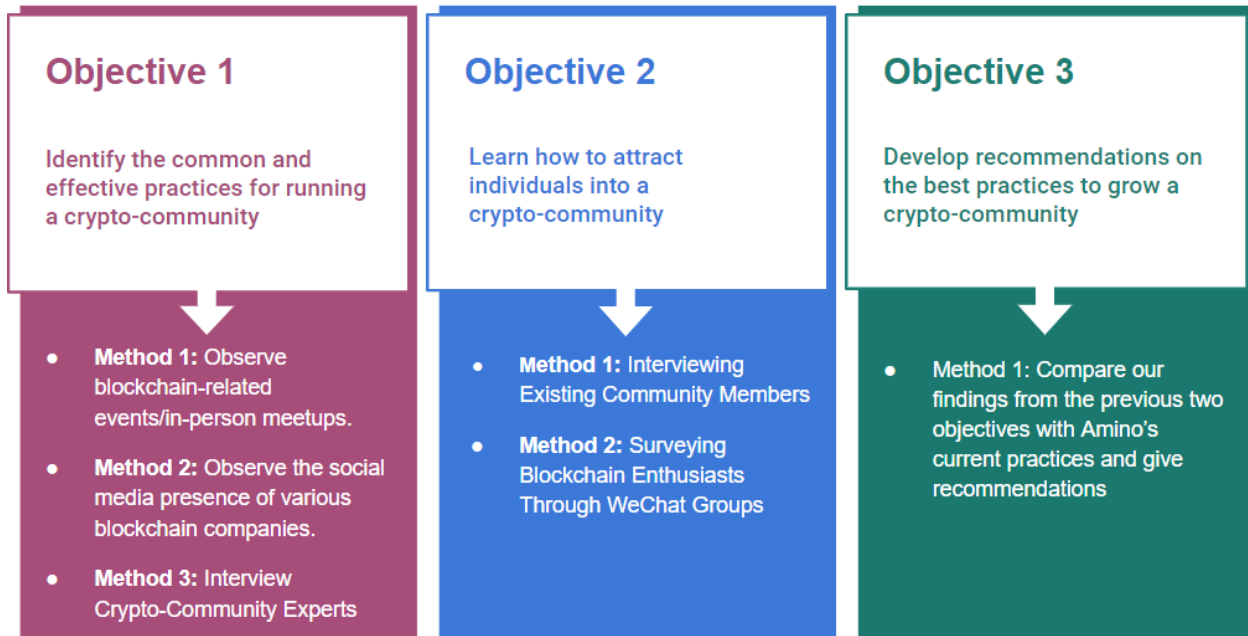 Objective 1
Identify the common and
effective practices for running
a crypto-community
● Method 1: Observe
blockchain-related
events/in-person meetups.
● Method 2: Observe the social
media presence of various
blockchain companies.
● Method 3: Interview
Crypto-Community Experts
Objective 2
Learn how to attract
individuals into a
crypto-community
● Method 1: Interviewing
Existing Community Members
● Method 2: Surveying
Blockchain Enthusiasts
Through WeChat Groups
Objective 3
Develop recommendations on
the best practices to grow a
crypto-community
● Method 1: Compare our
findings from the previous two
objectives with Amino's
current practices and give
recommendations